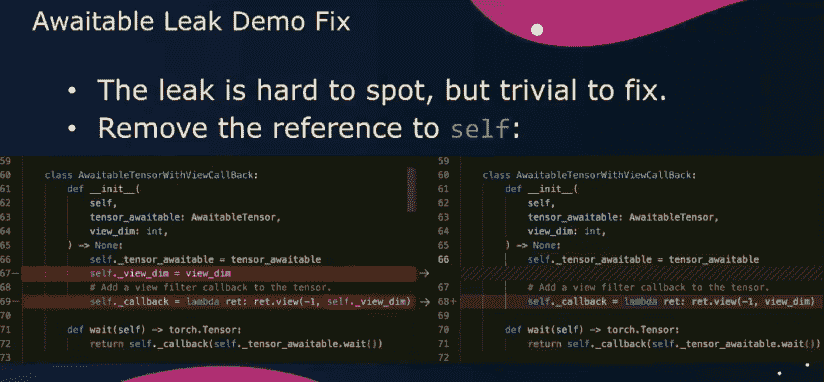 Awaitable Leak Demo Fix
• The leak is hard to spot, but trivial to fix.
• Remove the reference to self:
59
60 class AwaitableTensorWithViewCallBack:
61 def __init__(
62 self,
63 tensor_awaitable: AwaitableTensor,
64 view_dim: int,
65 ) -> None:
66 self._tensor_awaitable = tensor_awaitable
67- self._view_dim = view_dim
68 # Add a view filter callback to the tensor.
69- self._callback = lambda ret: ret.view(-1, self._view_dim)
70
71 def wait(self) -> torch.Tensor:
72 return self._callback(self._tensor_awaitable.wait())
73
59
60 class AwaitableTensorWithViewCallBack:
61 def __init__(
62 self,
63 tensor_awaitable: AwaitableTensor,
64 view_dim: int,
65 ) -> None:
66 self._tensor_awaitable = tensor_awaitable
67 # Add a view filter callback to the tensor.
68+ self._callback = lambda ret: ret.view(-1, view_dim)
69
70 def wait(self) -> torch.Tensor:
71 return self._callback(self._tensor_awaitable.wait())
72